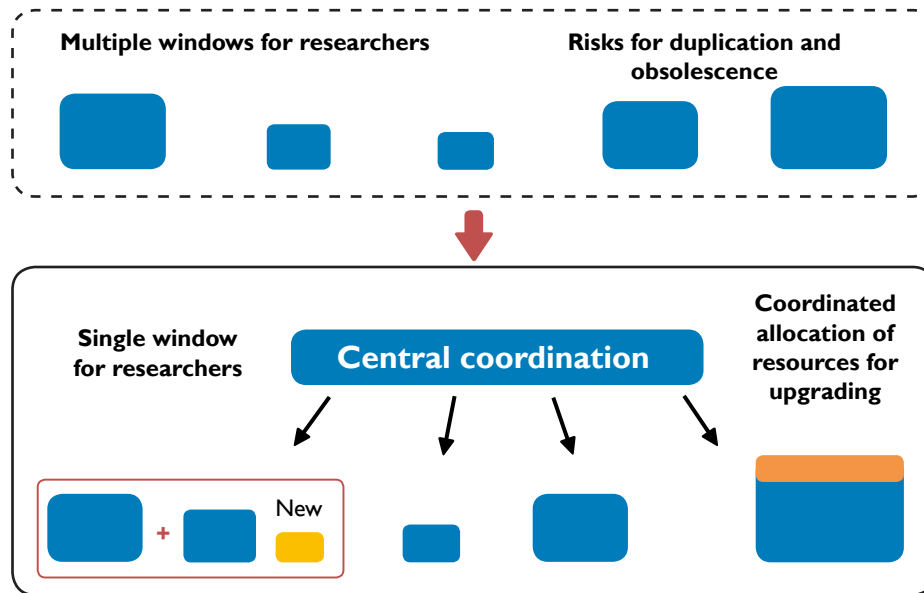 Multiple windows for researchers
Risks for duplication and
obsolescence
Single window
for researchers
Central coordination
Coordinated
allocation of
resources for
upgrading
+
New